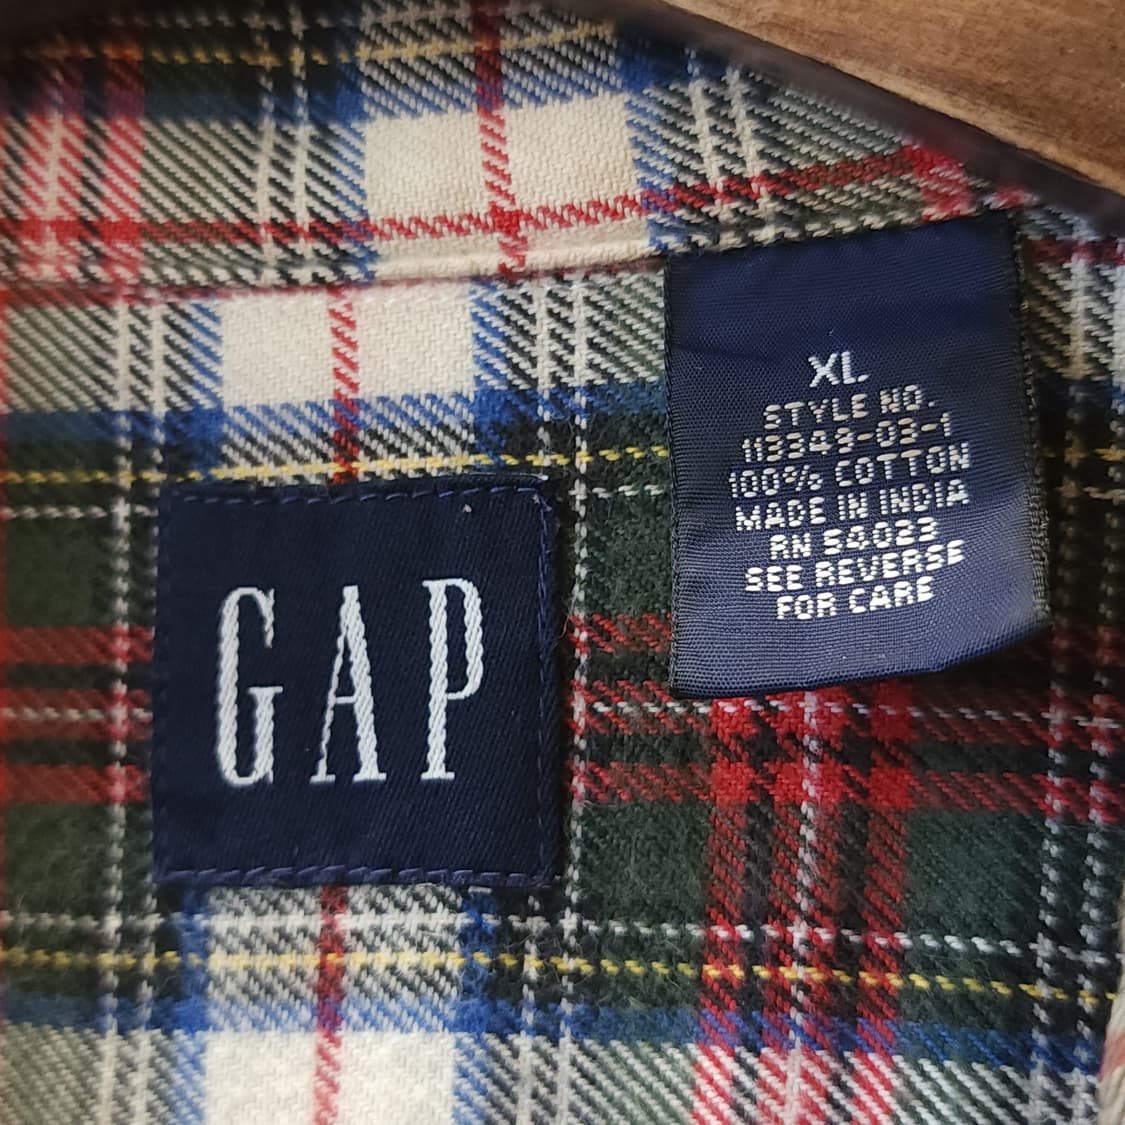 GAP
XL
STYLE NO.
113343-03-1
100% COTTON
MADE IN INDIA
RN 54023
SEE REVERSE
FOR CARE